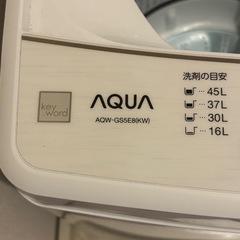 key
word
AQUA
AQW-GS5E8(KW)
洗剤の目安
… 45L
… 37L
… 30L
… 16L